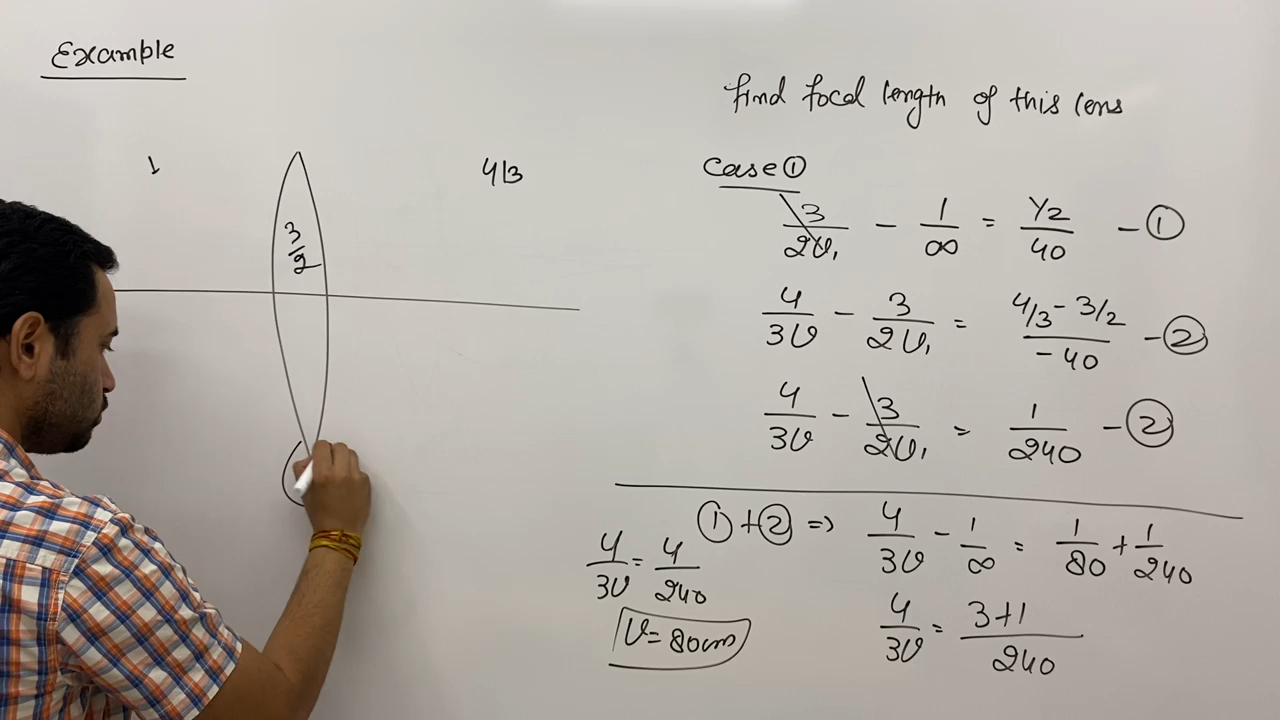 Example
1
3/2
4/3
Find focal length of this lens
Case ①
3/2v₁ - 1/∞ = 1/2/40 - ①
4/3v - 3/2v₁ = 4/3 - 3/2/-40 - ②
4/3v - 3/2v₁ = 1/240 - ②
① + ② => 4/3v - 1/∞ = 1/80 + 1/240
4/3v = 3+1/240
4/3v = 4/240
v = 80cm